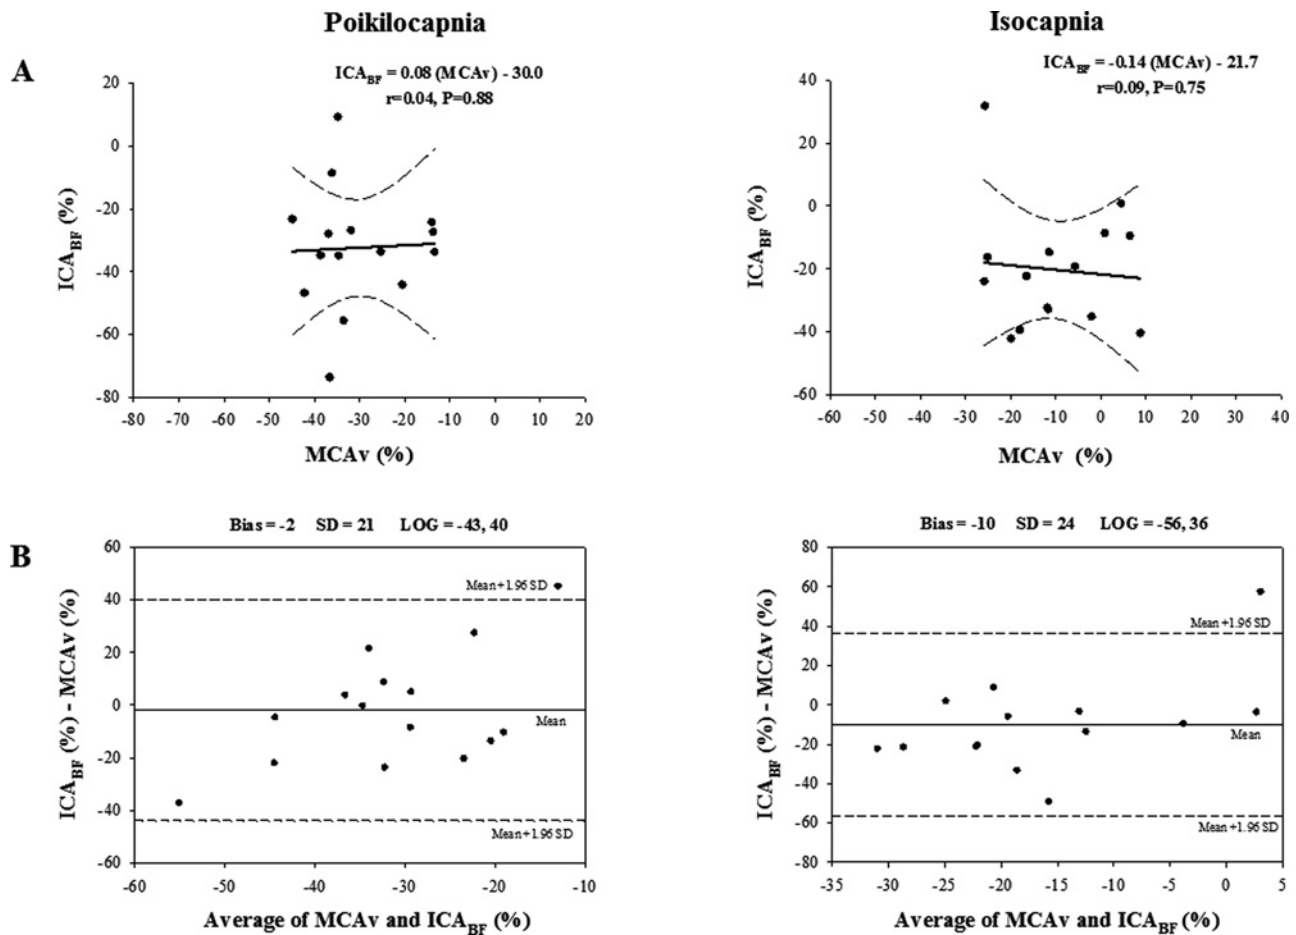 Poikilocapnia
Isocapnia
A
ICA_BF = 0.08 (MCAv) - 30.0
r=0.04, P=0.88
20
0
-20
-40
-60
-80
ICA_BF (%)
-80 -70 -60 -50 -40 -30 -20 -10 0 10 20
MCAv (%)
ICA_BF = -0.14 (MCAv) - 21.7
r=0.09, P=0.75
40
20
0
-20
-40
-60
ICA_BF (%)
-60 -50 -40 -30 -20 -10 0 10 20 30 40
MCAv (%)
B
Bias = -2 SD = 21 LOG = -43, 40
60
40
20
0
-20
-40
-60
ICA_BF (%) - MCAv (%)
Mean+1.96 SD
Mean
Mean+1.96 SD
-60 -50 -40 -30 -20 -10
Average of MCAv and ICA_BF (%)
Bias = -10 SD = 24 LOG = -56, 36
80
60
40
20
0
-20
-40
-60
-80
ICA_BF (%) - MCAv (%)
Mean+1.96 SD
Mean
Mean+1.96 SD
-35 -30 -25 -20 -15 -10 -5 0 5
Average of MCAv and ICA_BF (%)